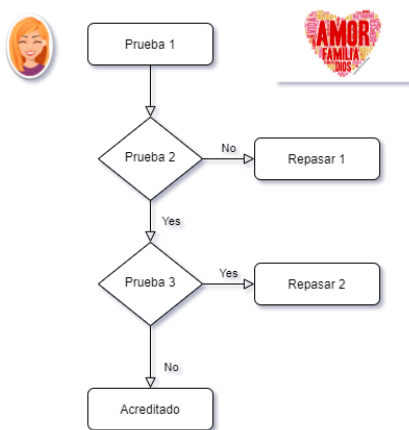 Prueba 1
AMOR
FAMILIA
DIOS
Prueba 2
No
Repasar 1
Yes
Prueba 3
Yes
Repasar 2
No
Acreditado